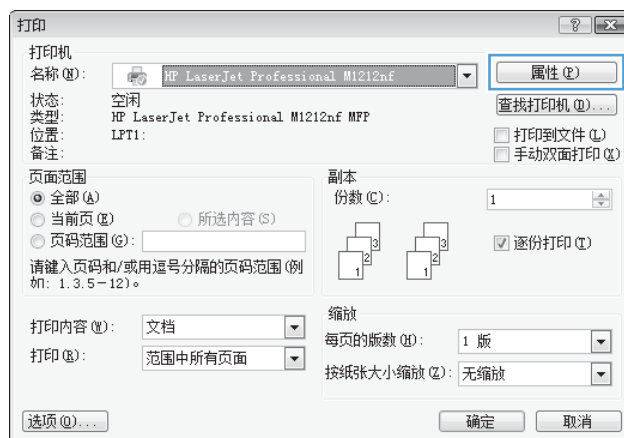 打印
打印机
名称(N): HP LaserJet Professional M1212nf 属性(P)
状态: 空闲 查找打印机(D)...
类型: HP LaserJet Professional M1212nf MFP
位置: LPT1: 打印到文件(L)
备注: 手动双面打印(X)
页面范围 副本
全部(A) 份数(C): 1
当前页(E) 所选内容(S)
页码范围(G): 逐份打印(T)
请键入页码和/或用逗号分隔的页码范围(例
如: 1.3.5-12)。
1 2 3 1 2 3
缩放
打印内容(W): 文档 每页的版数(H): 1 版
打印(R): 范围中所有页面 按纸张大小缩放(Z): 无缩放
选项(O)... 确定 取消